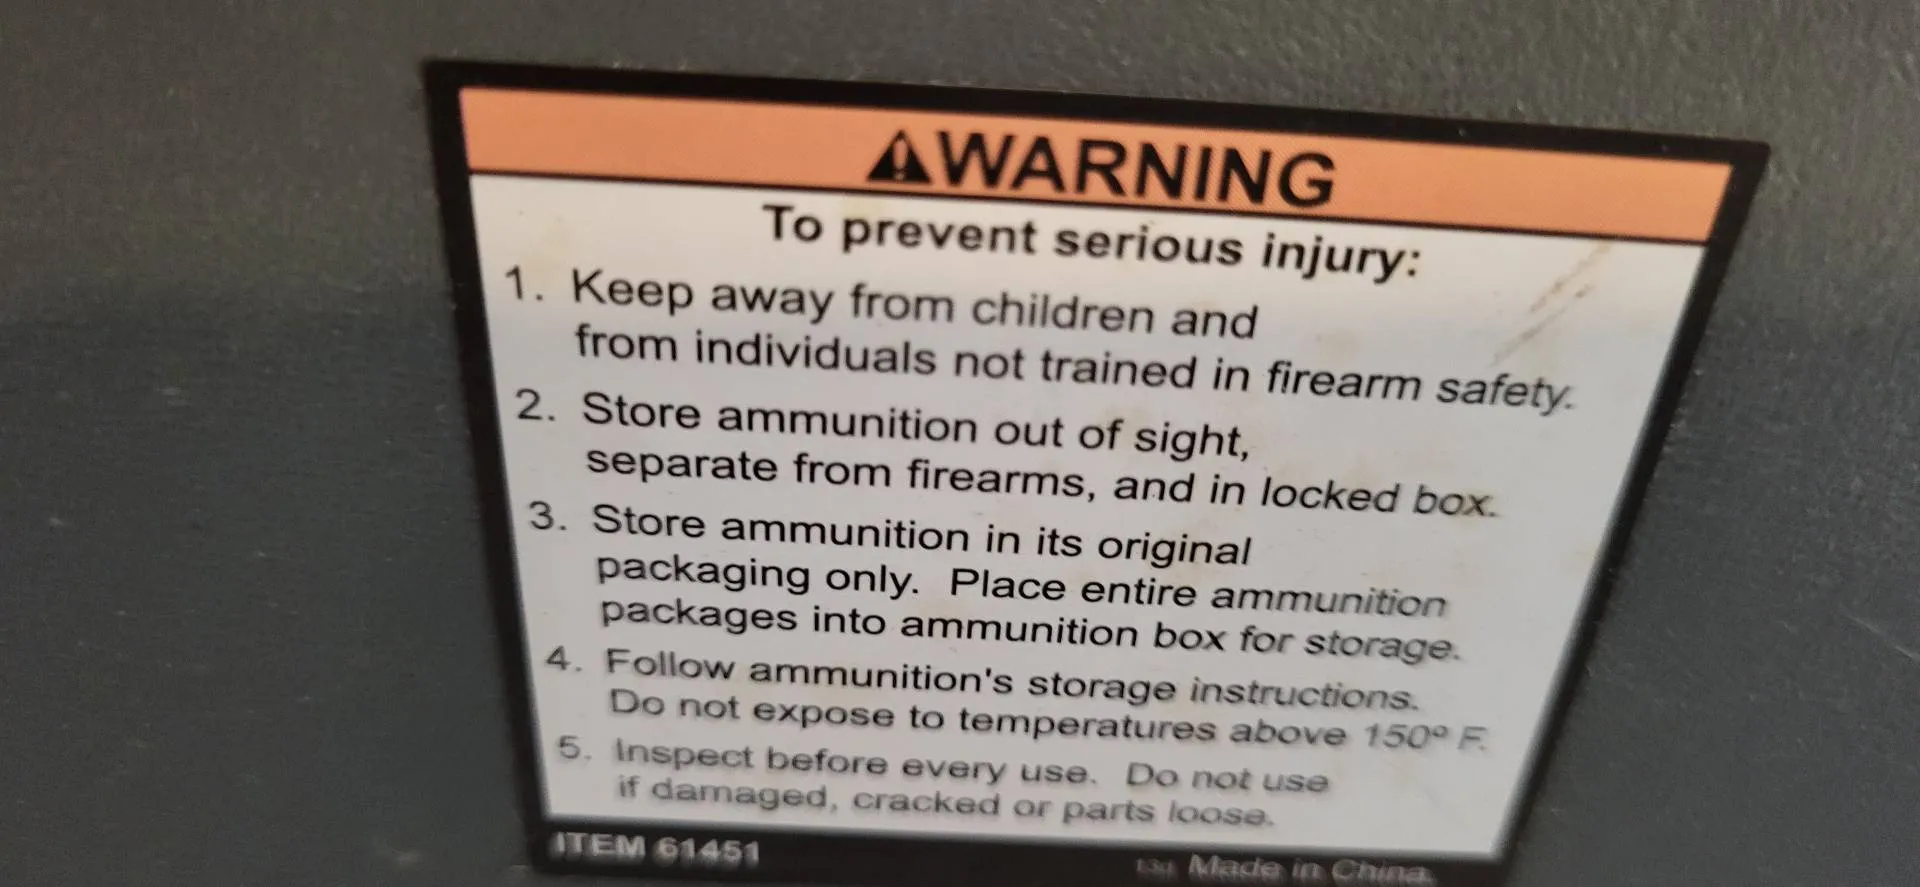 WARNING
To prevent serious injury:
1. Keep away from children and
from individuals not trained in firearm safety.
2. Store ammunition out of sight,
separate from firearms, and in locked box.
3. Store ammunition in its original
packaging only. Place entire ammunition
packages into ammunition box for storage.
4. Follow ammunition's storage instructions.
Do not expose to temperatures above 150° F.
5. Inspect before every use. Do not use
if damaged, cracked or parts loose.
ITEM 61451
Made in China.